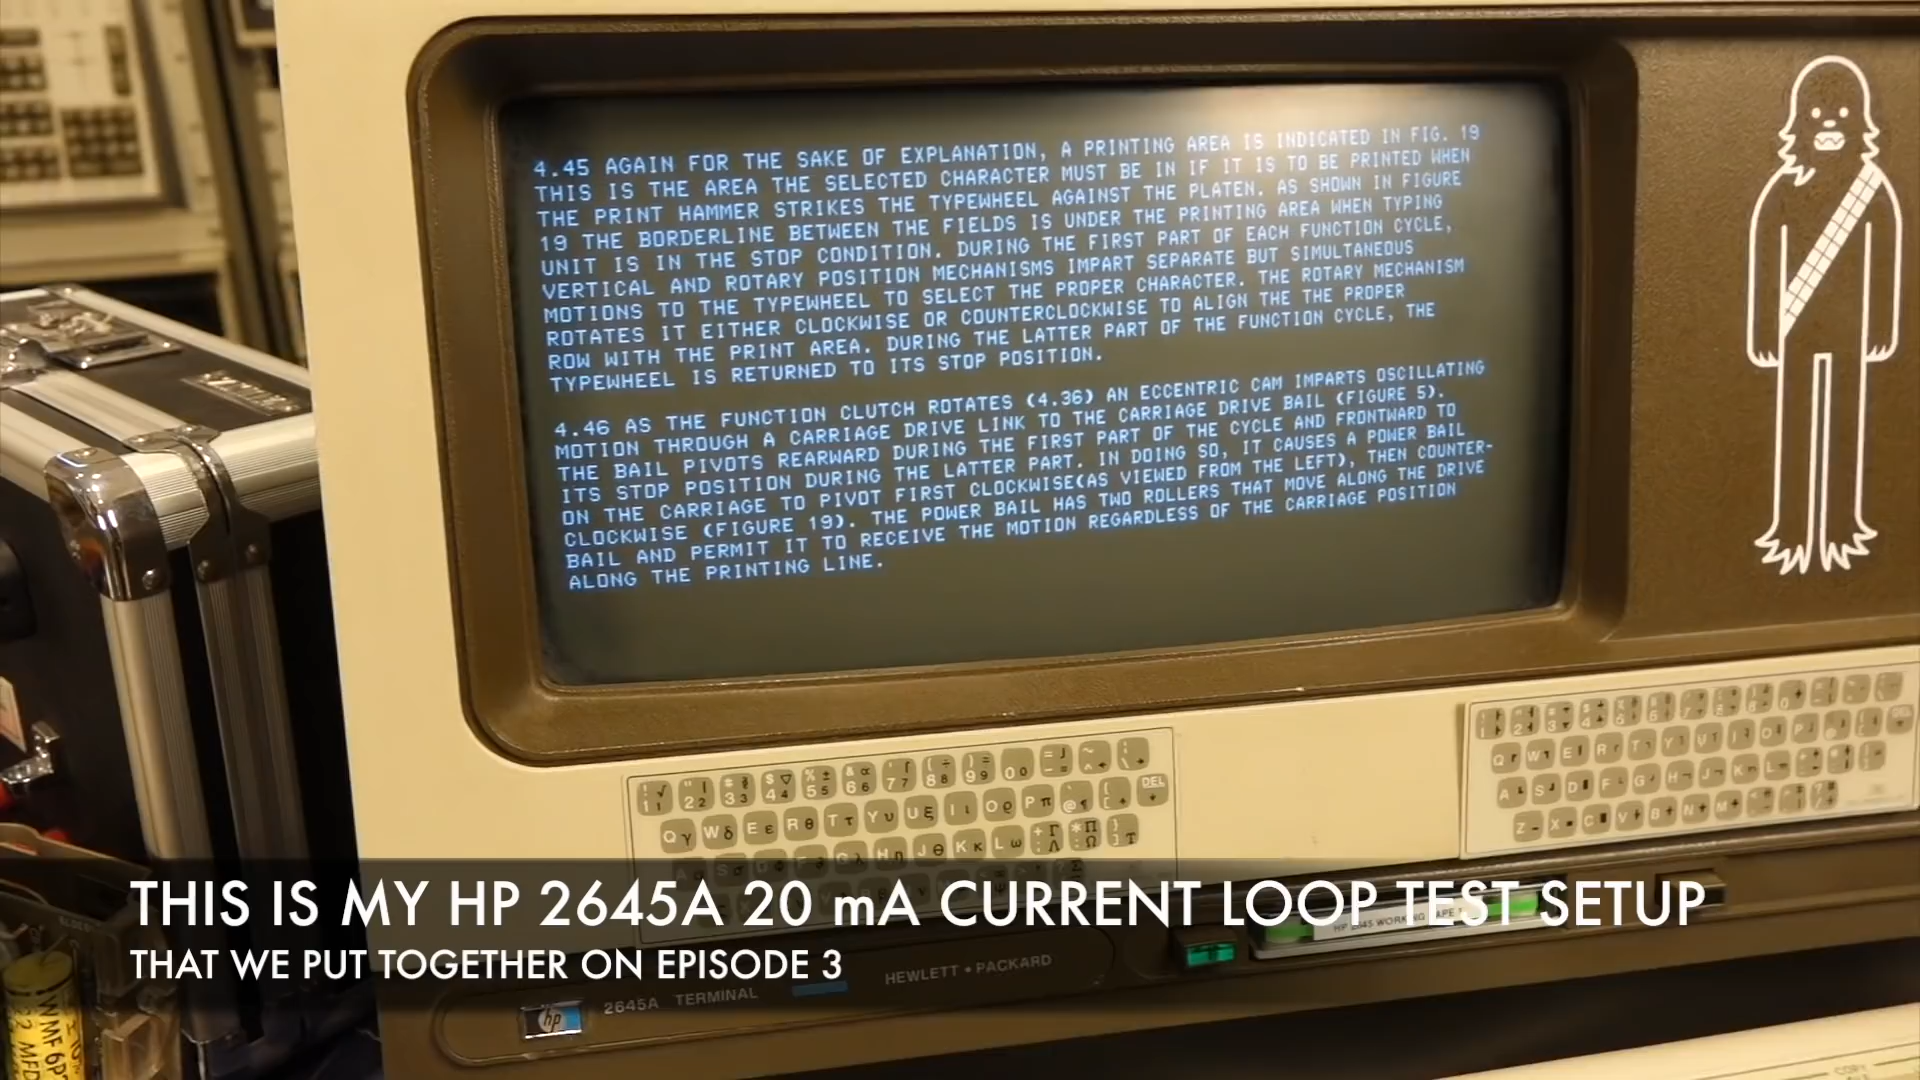 4.45 AGAIN FOR THE SAKE OF EXPLANATION, A PRINTING AREA IS INDICATED IN FIG. 19
THIS IS THE AREA THE SELECTED CHARACTER MUST BE IN IF IT IS TO BE PRINTED WHEN
THE PRINT HAMMER STRIKES THE TYPEWHEEL AGAINST THE PLATEN. AS SHOWN IN FIGURE
19 THE BORDERLINE BETWEEN THE FIELDS IS UNDER THE PRINTING AREA WHEN TYPING
UNIT IS IN THE STOP CONDITION. DURING THE FIRST PART OF EACH FUNCTION CYCLE,
VERTICAL AND ROTARY POSITION MECHANISMS IMPART SEPARATE BUT SIMULTANEOUS
MOTIONS TO THE TYPEWHEEL TO SELECT THE PROPER CHARACTER. THE ROTARY MECHANISM
ROTATES IT EITHER CLOCKWISE OR COUNTERCLOCKWISE TO ALIGN THE THE PROPER
ROW WITH THE PRINT AREA. DURING THE LATTER PART OF THE FUNCTION CYCLE, THE
TYPEWHEEL IS RETURNED TO ITS STOP POSITION.
4.46 AS THE FUNCTION CLUTCH ROTATES (4.36) AN ECCENTRIC CAM IMPARTS OSCILLATING
MOTION THROUGH A CARRIAGE DRIVE LINK TO THE CARRIAGE DRIVE BAIL (FIGURE 5).
THE BAIL PIVOTS REARWARD DURING THE FIRST PART OF THE CYCLE AND FRONTWARD TO
ITS STOP POSITION DURING THE LATTER PART. IN DOING SO, IT CAUSES A POWER BAIL
ON THE CARRIAGE TO PIVOT FIRST CLOCKWISE(AS VIEWED FROM THE LEFT), THEN COUNTER-
CLOCKWISE (FIGURE 19). THE POWER BAIL HAS TWO ROLLERS THAT MOVE ALONG THE DRIVE
BAIL AND PERMIT IT TO RECEIVE THE MOTION REGARDLESS OF THE CARRIAGE POSITION
ALONG THE PRINTING LINE.
THIS IS MY HP 2645A 20 mA CURRENT LOOP TEST SETUP
THAT WE PUT TOGETHER ON EPISODE 3
hp 2645A TERMINAL HEWLETT • PACKARD
DEL